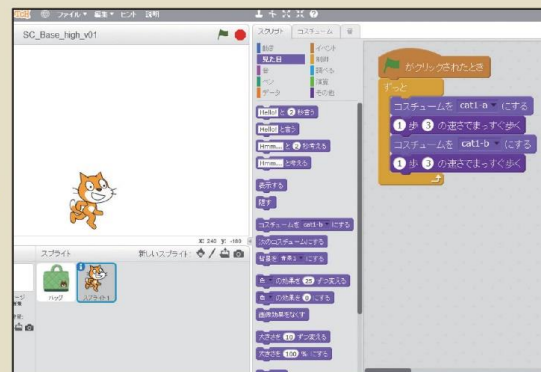 ファイル▼ 編集▼ ヒント 説明
SC_Base_high_v01
スクリプト コスチューム 音
動き イベント
見た目 制御
音 調べる
ペン 演算
データ その他
Hello! と 2 秒言う
Hello! と言う
Hmm... と 2 秒考える
Hmm... と考える
表示する
隠す
コスチュームを cat1-b にする
次のコスチュームにする
背景を 背景1 にする
色 の効果を 25 ずつ変える
色 の効果を 0 にする
画像効果をなくす
大きさを 10 ずつ変える
大きさを 100 % にする
がクリックされたとき
ずっと
コスチュームを cat1-a にする
1 歩 3 の速さでまっすぐ歩く
コスチュームを cat1-b にする
1 歩 3 の速さでまっすぐ歩く
X: 240 y: -180
スプライト 新しいスプライト:
バッグ スプライト1